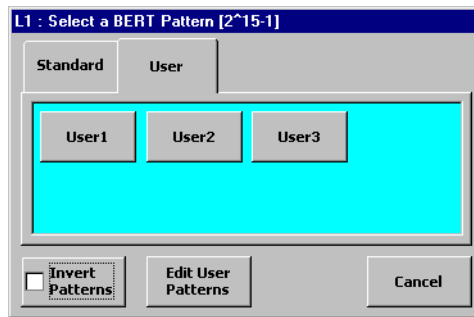 L1 : Select a BERT Pattern [2^15-1]
Standard User
User1 User2 User3
Invert Patterns
Edit User Patterns
Cancel